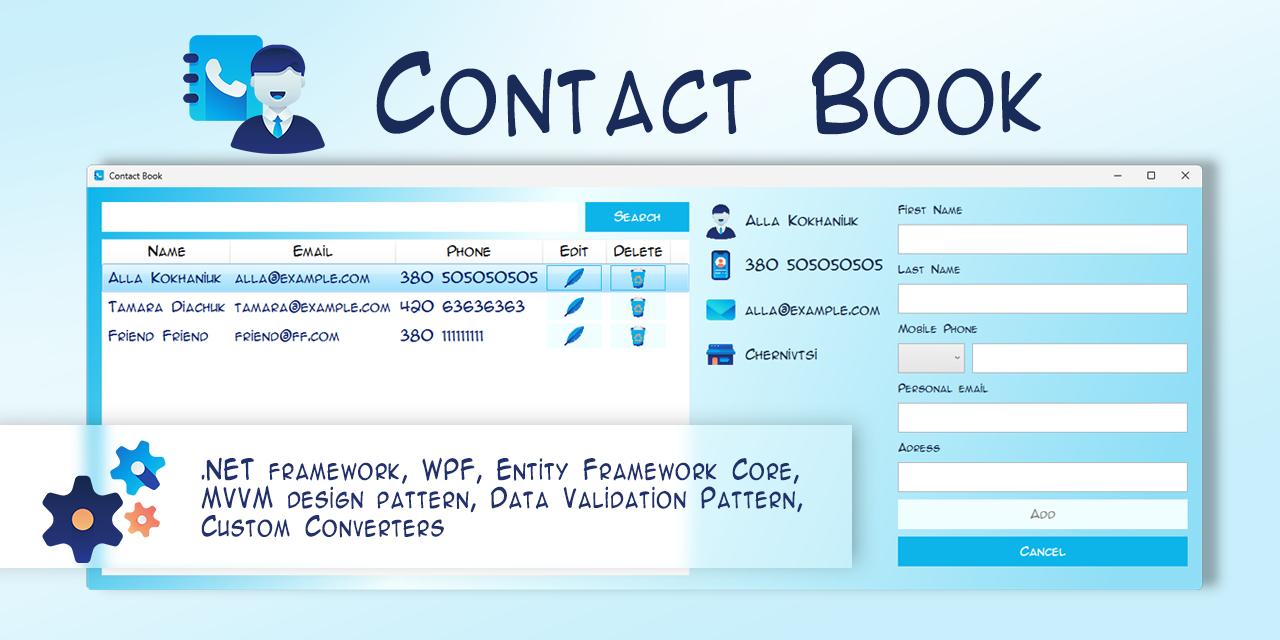 Contact Book
Contact Book
Search
Name Email Phone Edit Delete
Alla Kokhaniuk alla@example.com 380 505050505
Tamara Diachuk tamara@example.com 420 63636363
Friend Friend friend@ff.com 380 111111111
Alla Kokhaniuk
380 505050505
alla@example.com
Chernivtsi
First Name
Last Name
Mobile Phone
Personal email
Adress
Add
Cancel
.NET framework, WPF, Entity Framework Core,
MVVM design pattern, Data Validation Pattern,
Custom Converters